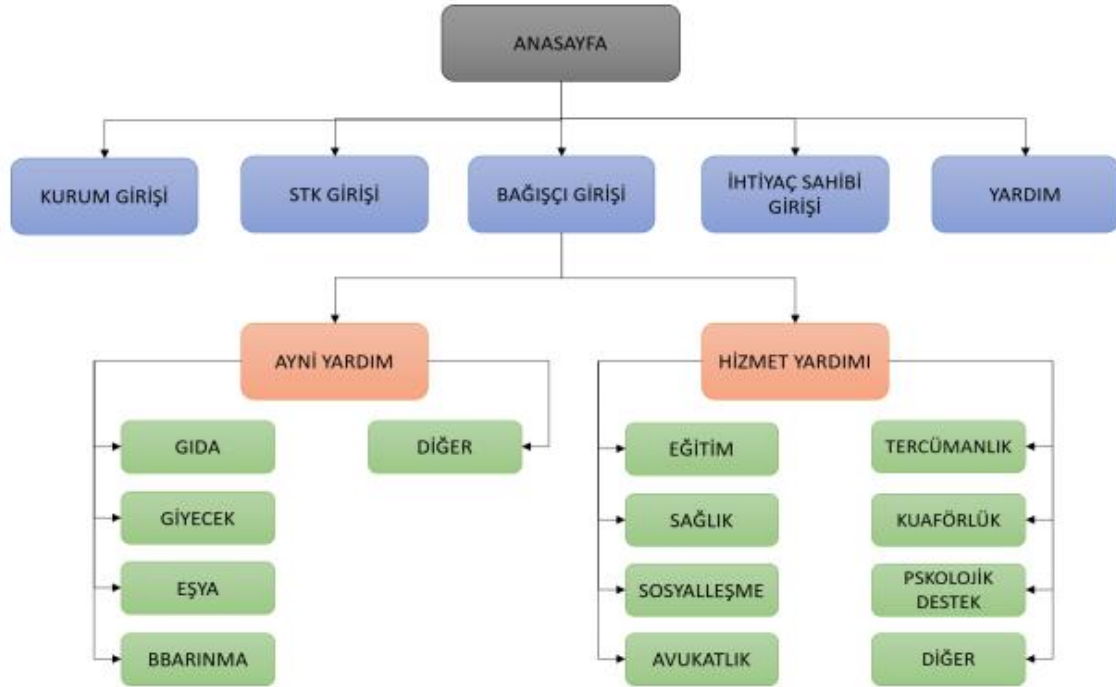 ANASAYFA
KURUM GİRİŞİ
STK GİRİŞİ
BAĞIŞÇI GİRİŞİ
İHTİYAÇ SAHİBİ
GİRİŞİ
YARDIM
AYNİ YARDIM
HİZMET YARDIMI
GIDA
DİĞER
GİYECEK
EŞYA
BBARINMA
EĞİTİM
TERCÜMANLIK
SAĞLIK
KUAFÖRLÜK
SOSYALLEŞME
PSKOLOJİK
DESTEK
AVUKATLIK
DİĞER